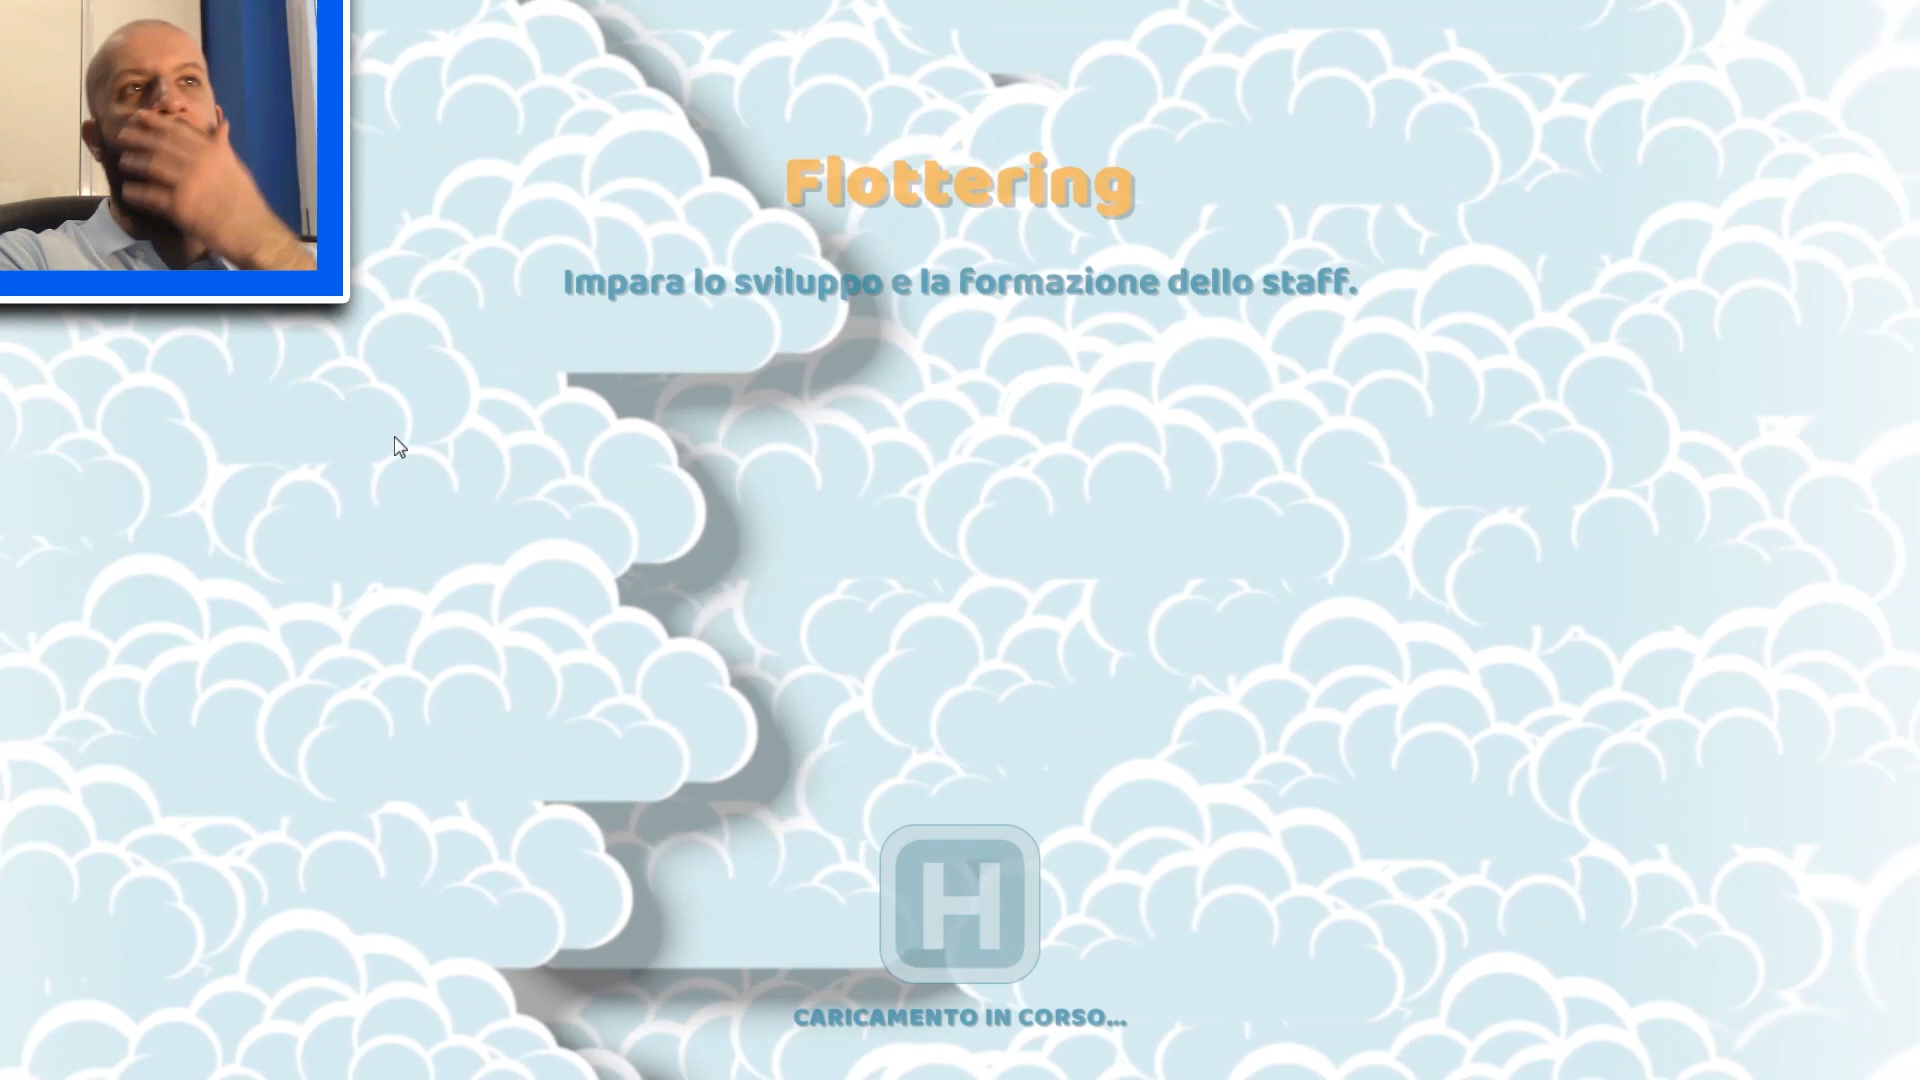 Flottering
Impara lo sviluppo e la formazione dello staff.
H
CARICAMENTO IN CORSO...